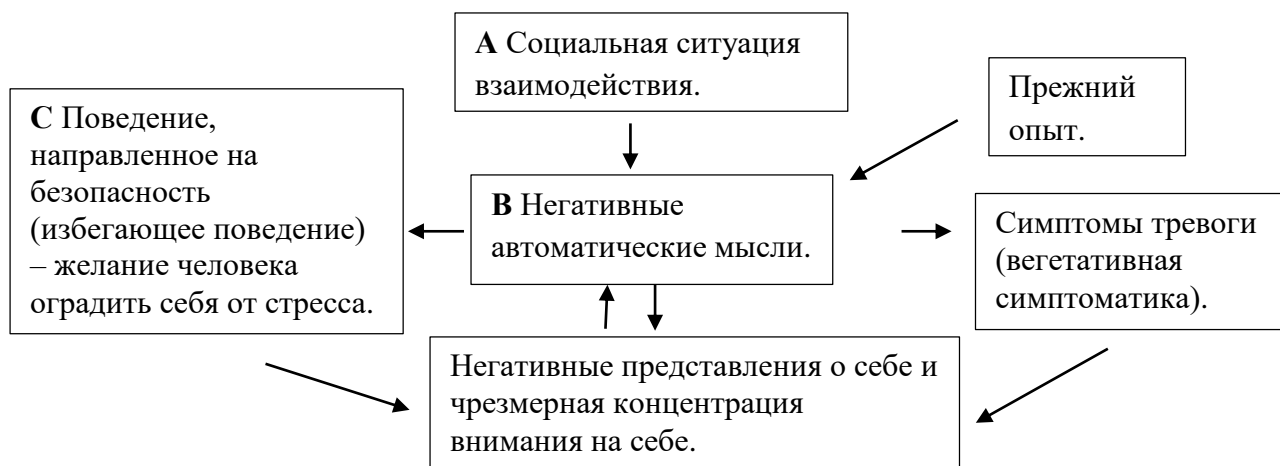 А Социальная ситуация
взаимодействия.
Прежний
опыт.
С Поведение,
направленное на
безопасность
(избегающее поведение)
– желание человека
оградить себя от стресса.
В Негативные
автоматические мысли.
Симптомы тревоги
(вегетативная
симптоматика).
Негативные представления о себе и
чрезмерная концентрация
внимания на себе.